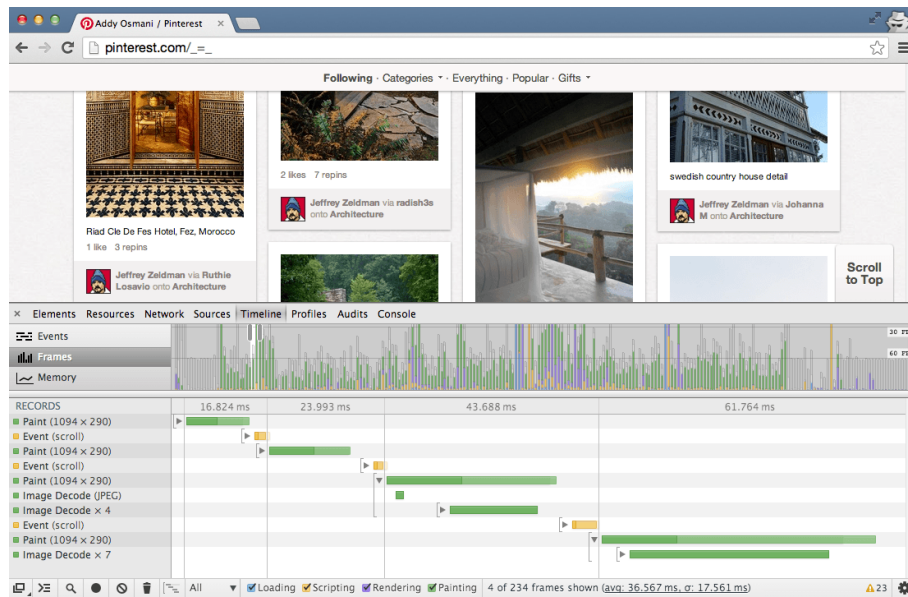 Addy Osmani / Pinterest ×
pinterest.com/_=_
Following · Categories · Everything · Popular · Gifts
2 likes 7 repins
Jeffrey Zeldman via radish3s
onto Architecture
swedish country house detail
Jeffrey Zeldman via Johanna
M onto Architecture
Riad Cle De Fes Hotel, Fez, Morocco
1 like 3 repins
Jeffrey Zeldman via Ruthie
Losavio onto Architecture
Scroll
to Top
× Elements Resources Network Sources Timeline Profiles Audits Console
Events
Frames
Memory
30
60
RECORDS 16.824 ms 23.993 ms 43.688 ms 61.764 ms
Paint (1094 × 290)
Event (scroll)
Paint (1094 × 290)
Event (scroll)
Paint (1094 × 290)
Image Decode (JPEG)
Image Decode × 4
Event (scroll)
Paint (1094 × 290)
Image Decode × 7
All Loading Scripting Rendering Painting 4 of 234 frames shown (avg: 36.567 ms, σ: 17.561 ms) 23